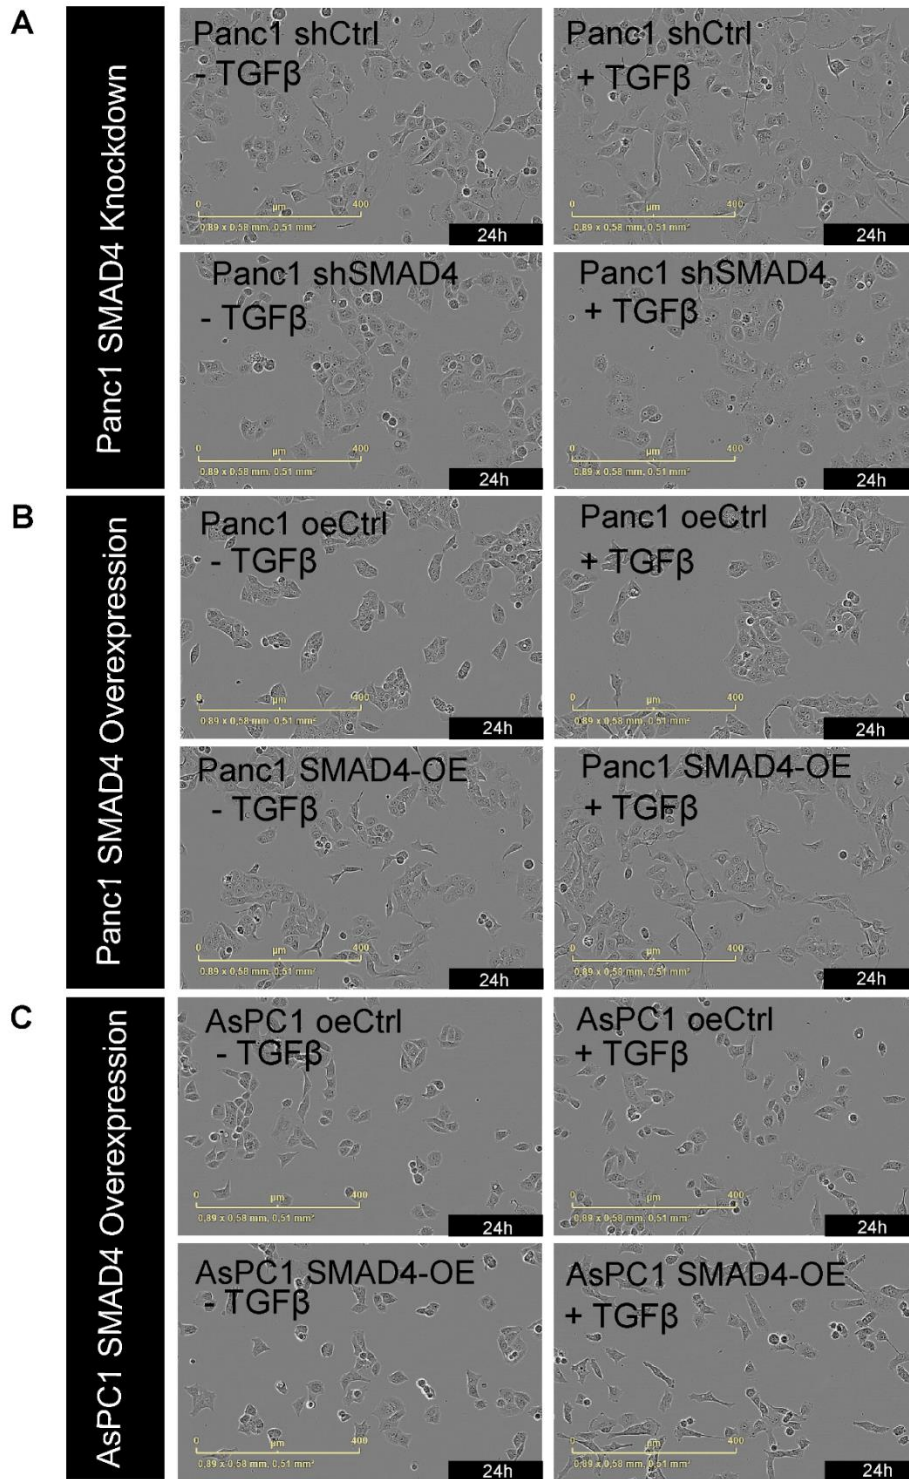 A
Panc1 SMAD4 Knockdown
Panc1 shCtrl
- TGFβ
0 µm 400
0,89 x 0,58 mm, 0,51 mm²
24h
Panc1 shCtrl
+ TGFβ
0 µm 400
0,89 x 0,58 mm, 0,51 mm²
24h
Panc1 shSMAD4
- TGFβ
0 µm 400
0,89 x 0,58 mm, 0,51 mm²
24h
Panc1 shSMAD4
+ TGFβ
0 µm 400
0,89 x 0,58 mm, 0,51 mm²
24h
B
Panc1 SMAD4 Overexpression
Panc1 oeCtrl
- TGFβ
0 µm 400
0,89 x 0,58 mm, 0,51 mm²
24h
Panc1 oeCtrl
+ TGFβ
0 µm 400
0,89 x 0,58 mm, 0,51 mm²
24h
Panc1 SMAD4-OE
- TGFβ
0 µm 400
0,89 x 0,58 mm, 0,51 mm²
24h
Panc1 SMAD4-OE
+ TGFβ
0 µm 400
0,89 x 0,58 mm, 0,51 mm²
24h
C
AsPC1 SMAD4 Overexpression
AsPC1 oeCtrl
- TGFβ
0 µm 400
0,89 x 0,58 mm, 0,51 mm²
24h
AsPC1 oeCtrl
+ TGFβ
0 µm 400
0,89 x 0,58 mm, 0,51 mm²
24h
AsPC1 SMAD4-OE
- TGFβ
0 µm 400
0,89 x 0,58 mm, 0,51 mm²
24h
AsPC1 SMAD4-OE
+ TGFβ
0 µm 400
0,89 x 0,58 mm, 0,51 mm²
24h